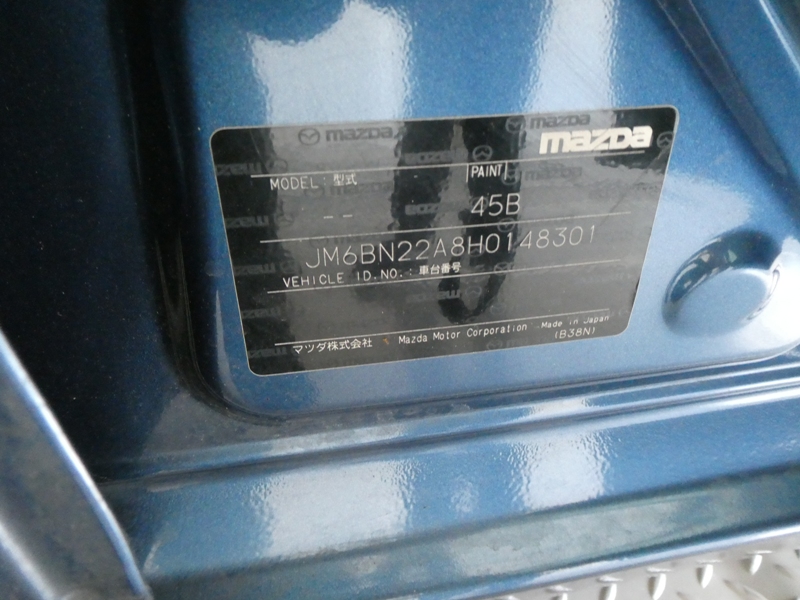 mazda
MODEL : 型式 PAINT
-- 45B
JM6BN22A8H0148301
VEHICLE ID.NO. : 車台番号
マツダ株式会社 Mazda Motor Corporation Made in Japan
(B38N)